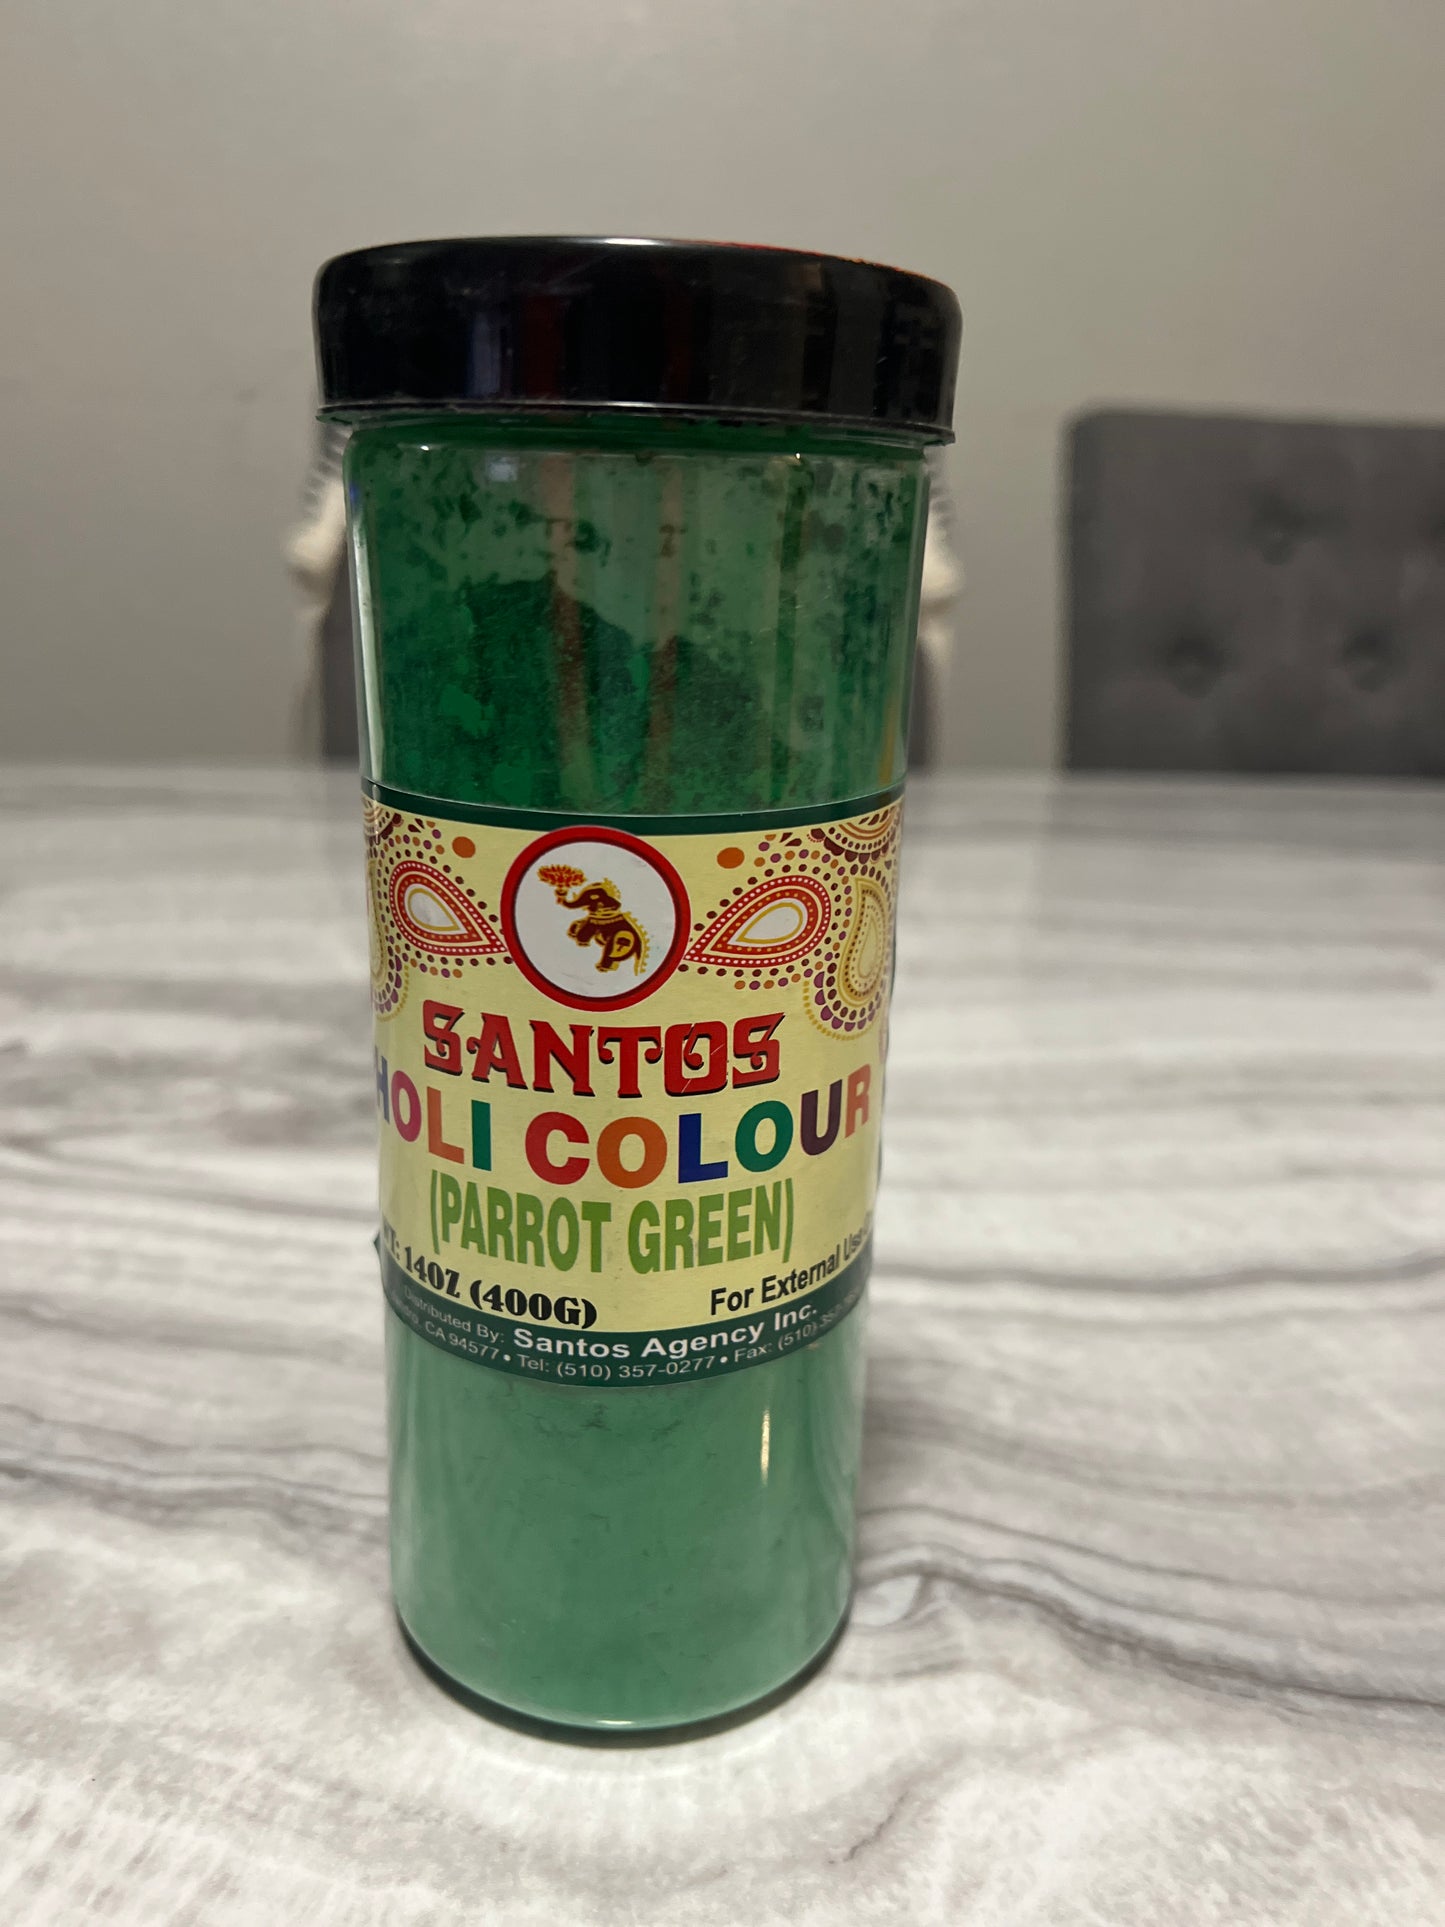 SANTOS
HOLI COLOUR
(PARROT GREEN)
14OZ (400G)
For External Use
Distributed By: Santos Agency Inc.
CA 94577 • Tel: (510) 357-0277 • Fax: (510)